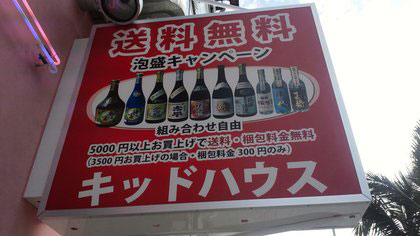 送料無料
泡盛キャンペーン
組み合わせ自由
5000円以上お買上げで送料・梱包料金無料
(3500円お買上げの場合・梱包料金300円のみ)
キッドハウス